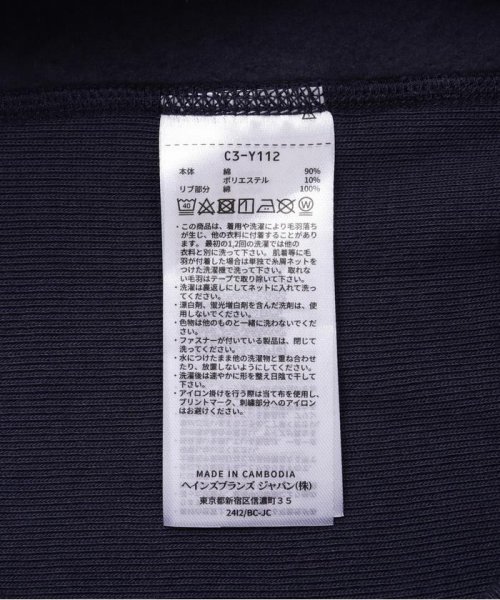 C3-Y112
本体 綿 90%
ポリエステル 10%
リブ部分 綿 100%
40 W
・この商品は、着用や洗濯により毛羽落ち
が生じ、他の衣料に付着することがあり
ます。最初の1,2回の洗濯では他の
衣料と別に洗って下さい。肌着等に毛
羽が付着した場合は単独で糸屑ネットを
つけた洗濯機で洗って下さい。取れな
い毛羽はテープで取り除いて下さい。
・洗濯は裏返しにしてネットに入れて洗っ
てください。
・漂白剤、蛍光増白剤を含んだ洗剤は、使
用しないでください。
・色物は他のものと一緒に洗わないでくだ
さい。
・ファスナーが付いている製品は、閉じて
洗ってください。
・水につけたまま他の洗濯物と重ね合わせ
たり、放置しないようにしてください。
・洗濯後は速やかに形を整え日陰で干して
下さい。
・アイロン掛けを行う際は当て布を使用し、
プリントマーク、刺繍部分へのアイロン
はお避けください。
MADE IN CAMBODIA
ヘインズブランズ ジャパン(株)
東京都新宿区信濃町35
2412/BC-JC